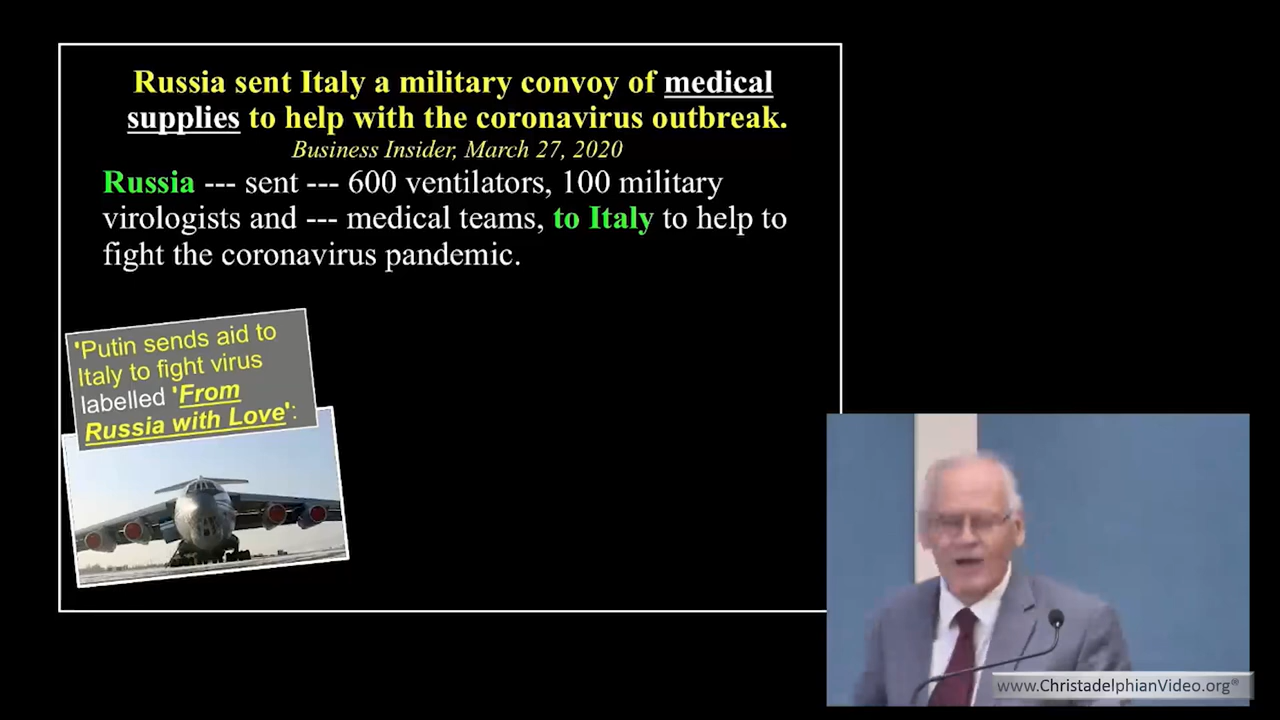 Russia sent Italy a military convoy of medical
supplies to help with the coronavirus outbreak.
Business Insider, March 27, 2020
Russia --- sent --- 600 ventilators, 100 military
virologists and --- medical teams, to Italy to help to
fight the coronavirus pandemic.
'Putin sends aid to
Italy to fight virus
labelled 'From
Russia with Love':
www.ChristadelphianVideo.org®